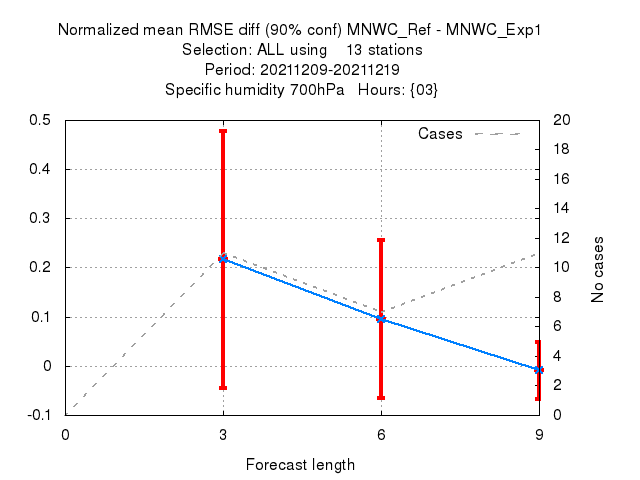 Normalized mean RMSE diff (90% conf) MNWC_Ref - MNWC_Exp1
Selection: ALL using    13 stations
Period: 20211209-20211219
Specific humidity 700hPa   Hours: {03}
Cases
0.5
0.4
0.3
0.2
0.1
0
-0.1
20
18
16
14
12
10
8
6
4
2
0
No cases
0 3 6 9
Forecast length